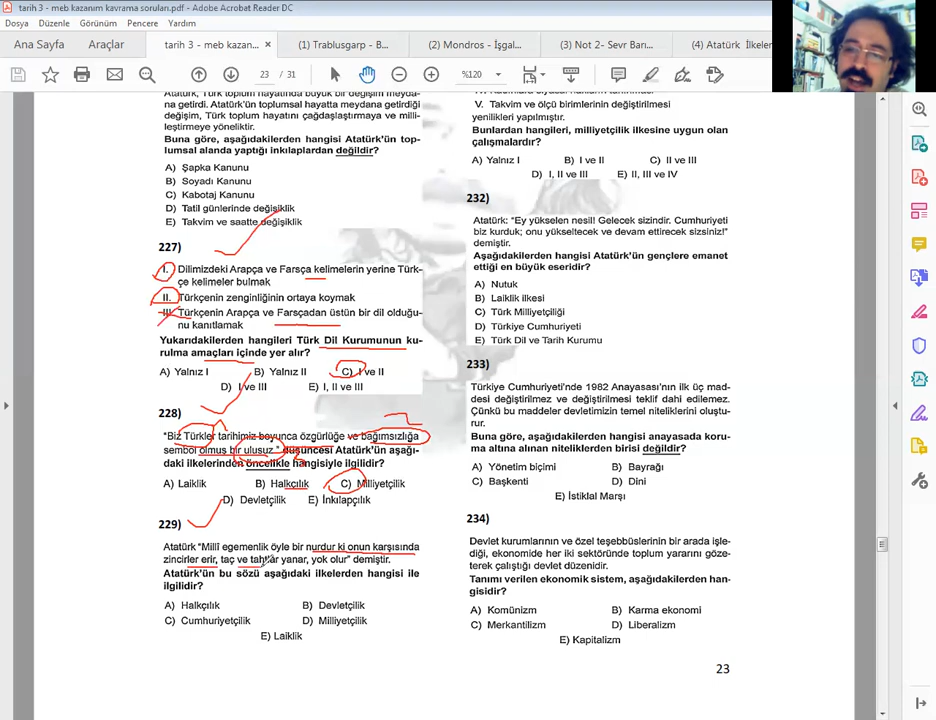 tarih 3 - meb kazanım kavrama soruları.pdf - Adobe Acrobat Reader DC
Dosya Düzenle Görünüm Pencere Yardım
Ana Sayfa Araçlar tarih 3 - meb kazan... × (1) Trablusgarp - B... (2) Mondros - İşgal... (3) Not 2- Sevr Barı... (4) Atatürk İlkeler
23 / 31 %120
Atatürk, Türk toplum hayatında büyük bir değişim meyda-
na getirdi. Atatürk'ün toplumsal hayatta meydana getirdiği
değişim, Türk toplum hayatını çağdaşlaştırmaya ve milli-
leştirmeye yöneliktir.
Buna göre, aşağıdakilerden hangisi Atatürk'ün top-
lumsal alanda yaptığı inkılaplardan değildir?
A) Şapka Kanunu
B) Soyadı Kanunu
C) Kabotaj Kanunu
D) Tatil günlerinde değişiklik
E) Takvim ve saatte değişiklik
227)
I. Dilimizdeki Arapça ve Farsça kelimelerin yerine Türk-
çe kelimeler bulmak
II. Türkçenin zenginliğinin ortaya koymak
III. Türkçenin Arapça ve Farsçadan üstün bir dil olduğu-
nu kanıtlamak
Yukarıdakilerden hangileri Türk Dil Kurumunun ku-
rulma amaçları içinde yer alır?
A) Yalnız I B) Yalnız II C) I ve II
D) I ve III E) I, II ve III
228)
"Biz Türkler tarihimiz boyunca özgürlüğe ve bağımsızlığa
sembol olmuş bir ulusuz." düşüncesi Atatürk'ün aşağı-
daki ilkelerinden öncelikle hangisiyle ilgilidir?
A) Laiklik B) Halkçılık C) Milliyetçilik
D) Devletçilik E) İnkılapçılık
229)
Atatürk "Millî egemenlik öyle bir nurdur ki onun karşısında
zincirler erir, taç ve tahtlar yanar, yok olur" demiştir.
Atatürk'ün bu sözü aşağıdaki ilkelerden hangisi ile
ilgilidir?
A) Halkçılık B) Devletçilik
C) Cumhuriyetçilik D) Milliyetçilik
E) Laiklik
V. Takvim ve ölçü birimlerinin değiştirilmesi
yenilikleri yapılmıştır.
Bunlardan hangileri, milliyetçilik ilkesine uygun olan
çalışmalardır?
A) Yalnız I B) I ve II C) II ve III
D) I, II ve III E) II, III ve IV
232)
Atatürk: "Ey yükselen nesil! Gelecek sizindir. Cumhuriyeti
biz kurduk; onu yükseltecek ve devam ettirecek sizsiniz!"
demiştir.
Aşağıdakilerden hangisi Atatürk'ün gençlere emanet
ettiği en büyük eseridir?
A) Nutuk
B) Laiklik ilkesi
C) Türk Milliyetçiliği
D) Türkiye Cumhuriyeti
E) Türk Dil ve Tarih Kurumu
233)
Türkiye Cumhuriyeti'nde 1982 Anayasası'nın ilk üç mad-
desi değiştirilmez ve değiştirilmesi teklif dahi edilemez.
Çünkü bu maddeler devletimizin temel niteliklerini oluştu-
rur.
Buna göre, aşağıdakilerden hangisi anayasada koru-
ma altına alınan niteliklerden birisi değildir?
A) Yönetim biçimi B) Bayrağı
C) Başkenti D) Dini
E) İstiklal Marşı
234)
Devlet kurumlarının ve özel teşebbüslerinin bir arada işle-
diği, ekonomide her iki sektöründe toplum yararını göze-
terek çalıştığı devlet düzenidir.
Tanımı verilen ekonomik sistem, aşağıdakilerden han-
gisidir?
A) Komünizm B) Karma ekonomi
C) Merkantilizm D) Liberalizm
E) Kapitalizm
23